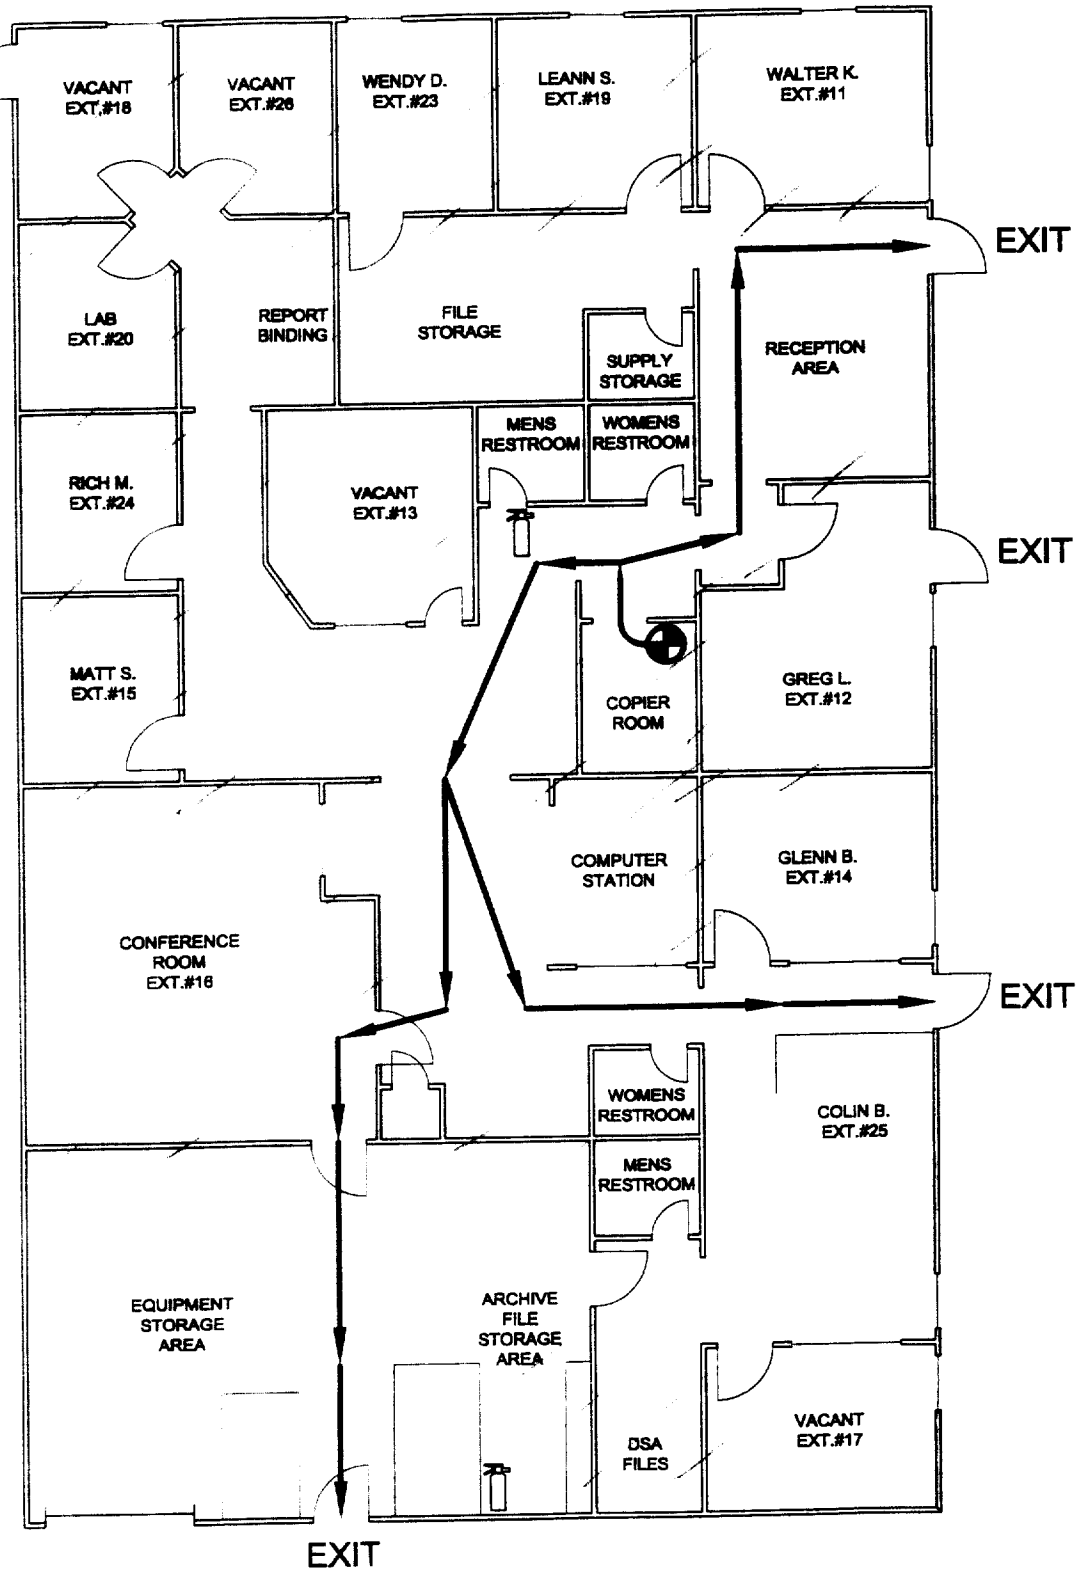 VACANT
EXT.#18
VACANT
EXT.#26
WENDY D.
EXT.#23
LEANN S.
EXT.#19
WALTER K.
EXT.#11
EXIT
LAB
EXT.#20
REPORT
BINDING
FILE
STORAGE
SUPPLY
STORAGE
RECEPTION
AREA
MENS
RESTROOM
WOMENS
RESTROOM
RICH M.
EXT.#24
VACANT
EXT.#13
EXIT
MATT S.
EXT.#15
COPIER
ROOM
GREG L.
EXT.#12
COMPUTER
STATION
GLENN B.
EXT.#14
CONFERENCE
ROOM
EXT.#16
EXIT
WOMENS
RESTROOM
COLIN B.
EXT.#25
MENS
RESTROOM
EQUIPMENT
STORAGE
AREA
ARCHIVE
FILE
STORAGE
AREA
DSA
FILES
VACANT
EXT.#17
EXIT